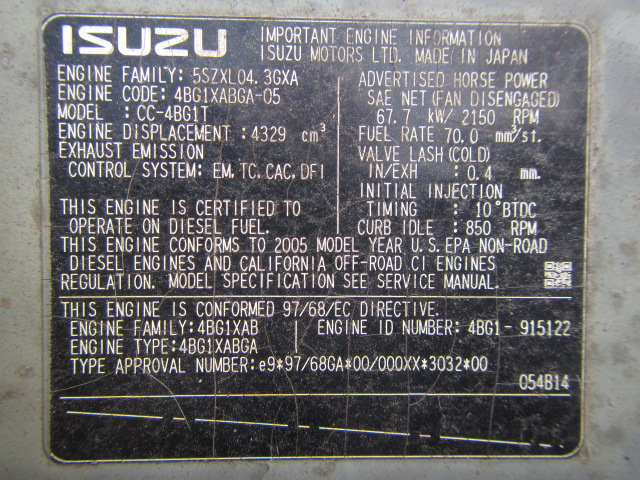 ISUZU IMPORTANT ENGINE INFORMATION
ISUZU MOTORS LTD. MADE IN JAPAN
ENGINE FAMILY: 5SZXL04.3GXA
ENGINE CODE: 4BG1XABGA-05
MODEL : CC-4BG1T
ENGINE DISPLACEMENT:4329 cm³
EXHAUST EMISSION
CONTROL SYSTEM: EM,TC,CAC,DFI
THIS ENGINE IS CERTIFIED TO
OPERATE ON DIESEL FUEL.
ADVERTISED HORSE POWER
SAE NET(FAN DISENGAGED)
67.7 kW/2150 RPM
FUEL RATE 70.0 mm³/st.
VALVE LASH(COLD)
IN/EXH : 0.4 mm.
INITIAL INJECTION
TIMING : 10°BTDC
CURB IDLE: 850 RPM
THIS ENGINE CONFORMS TO 2005 MODEL YEAR U.S.EPA NON-ROAD
DIESEL ENGINES AND CALIFORNIA OFF-ROAD CI ENGINES
REGULATION. MODEL SPECIFICATION SEE SERVICE MANUAL.
THIS ENGINE IS CONFORMED 97/68/EC DIRECTIVE.
ENGINE FAMILY:4BG1XAB ENGINE ID NUMBER: 4BG1-915122
ENGINE TYPE:4BG1XABGA
TYPE APPROVAL NUMBER:e9*97/68GA*00/000XX*3032*00
054B14